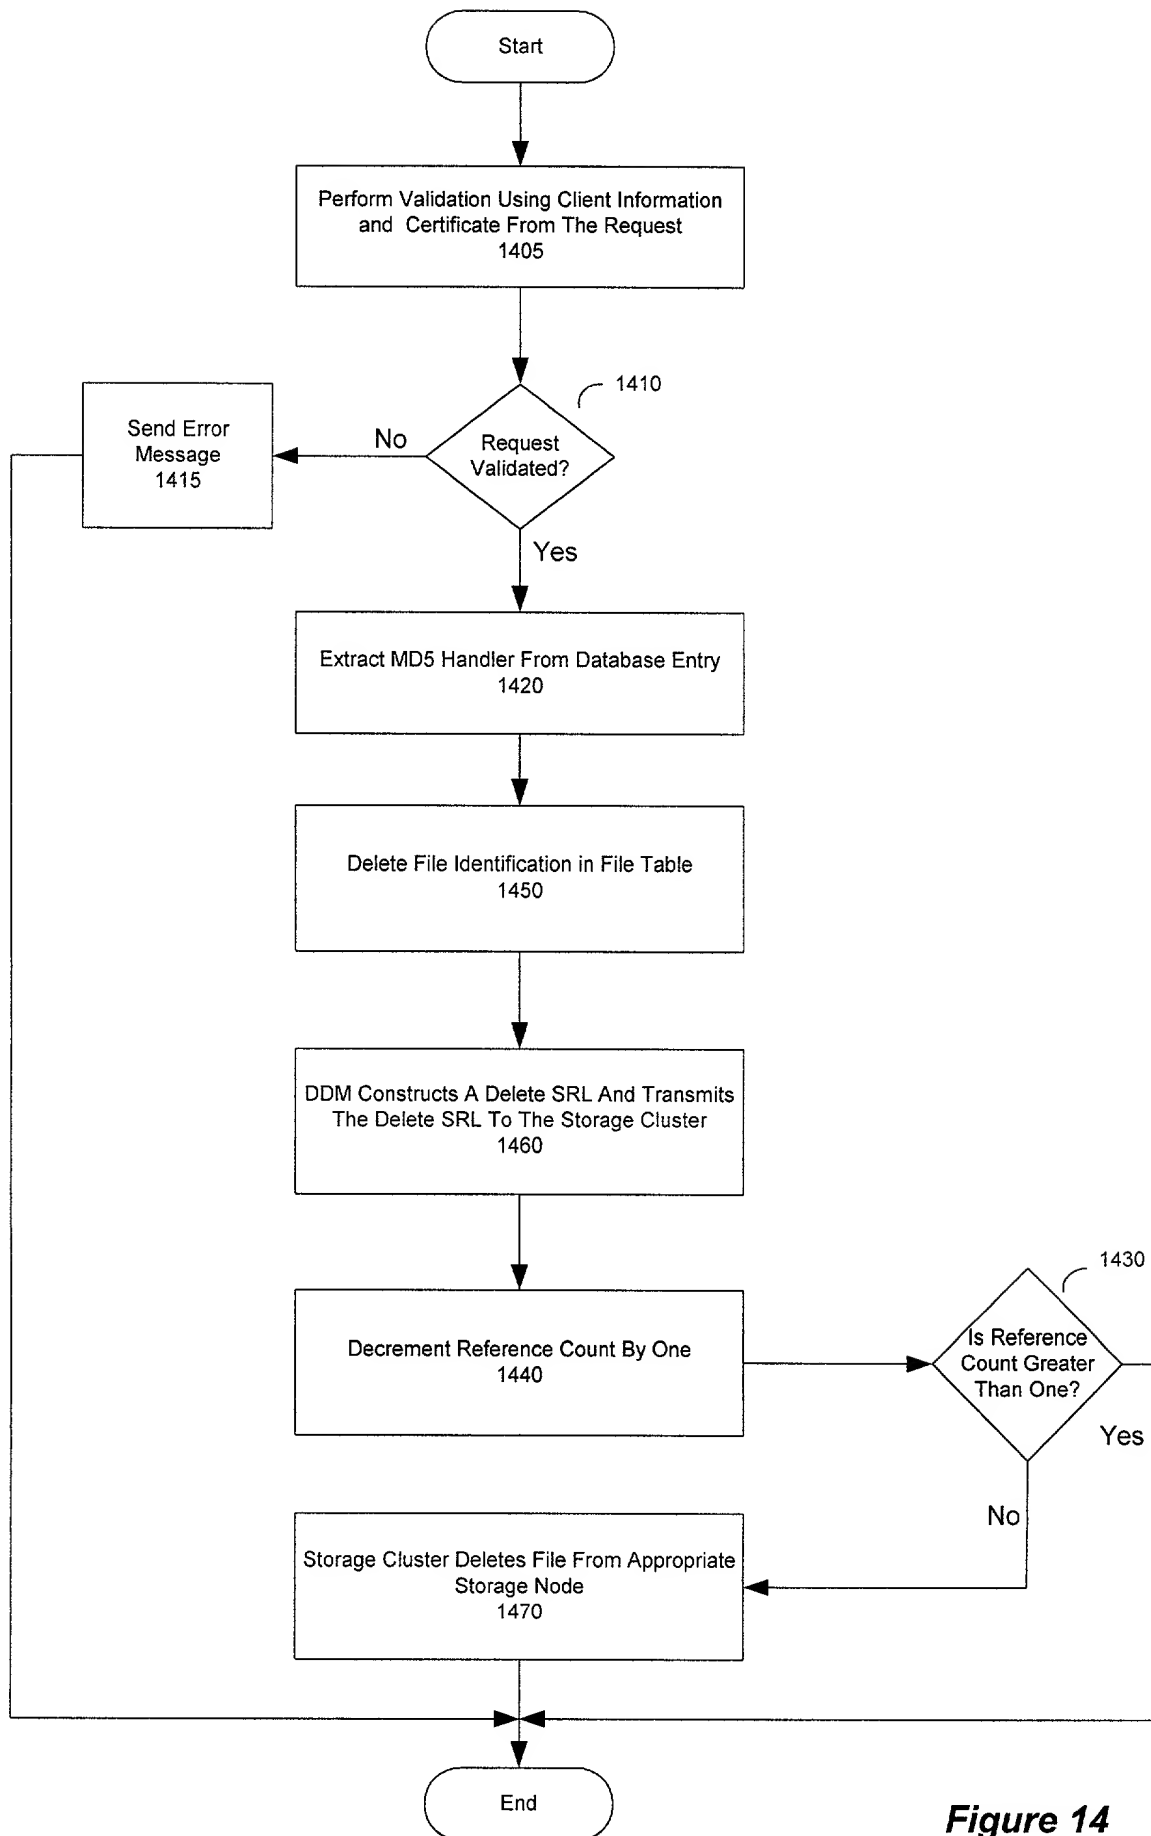 Start
Perform Validation Using Client Information
and Certificate From The Request
1405
1410
Request
Validated?
No
Send Error
Message
1415
Yes
Extract MD5 Handler From Database Entry
1420
Delete File Identification in File Table
1450
DDM Constructs A Delete SRL And Transmits
The Delete SRL To The Storage Cluster
1460
Decrement Reference Count By One
1440
1430
Is Reference
Count Greater
Than One?
Yes
No
Storage Cluster Deletes File From Appropriate
Storage Node
1470
End
Figure 14